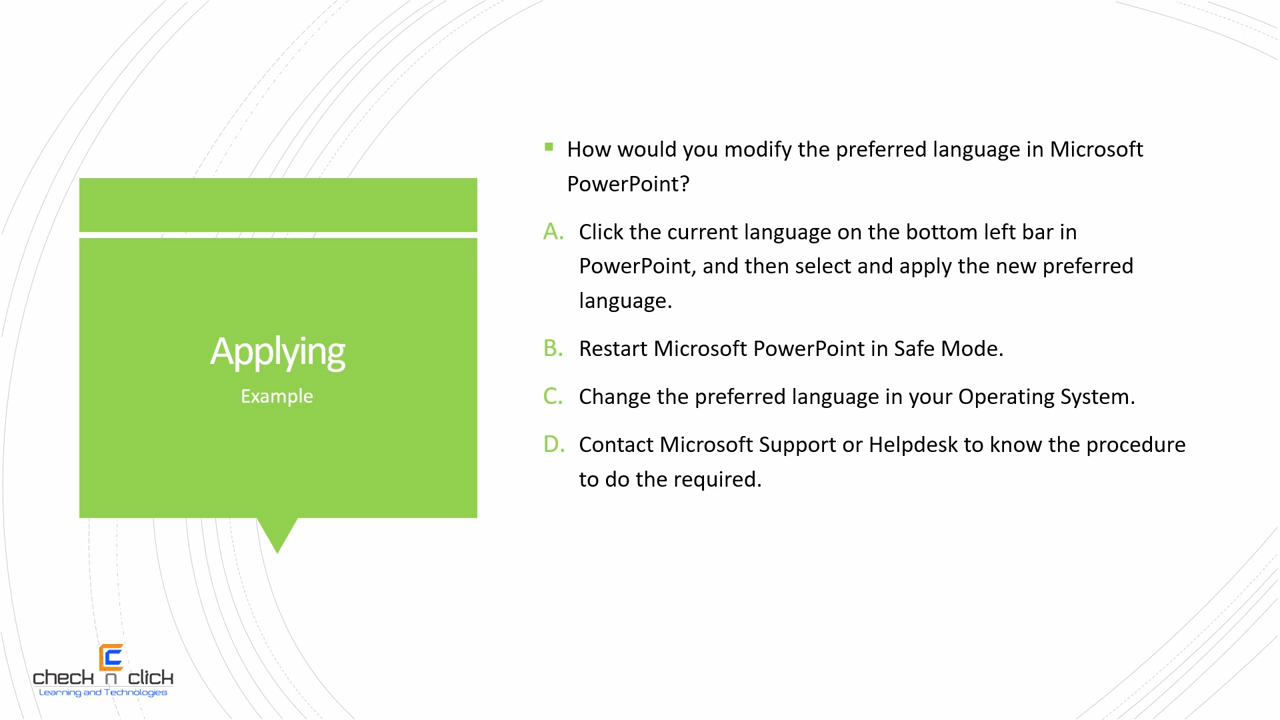 How would you modify the preferred language in Microsoft
PowerPoint?
A. Click the current language on the bottom left bar in
PowerPoint, and then select and apply the new preferred
language.
B. Restart Microsoft PowerPoint in Safe Mode.
C. Change the preferred language in your Operating System.
D. Contact Microsoft Support or Helpdesk to know the procedure
to do the required.
Applying
Example
check n click
Learning and Technologies